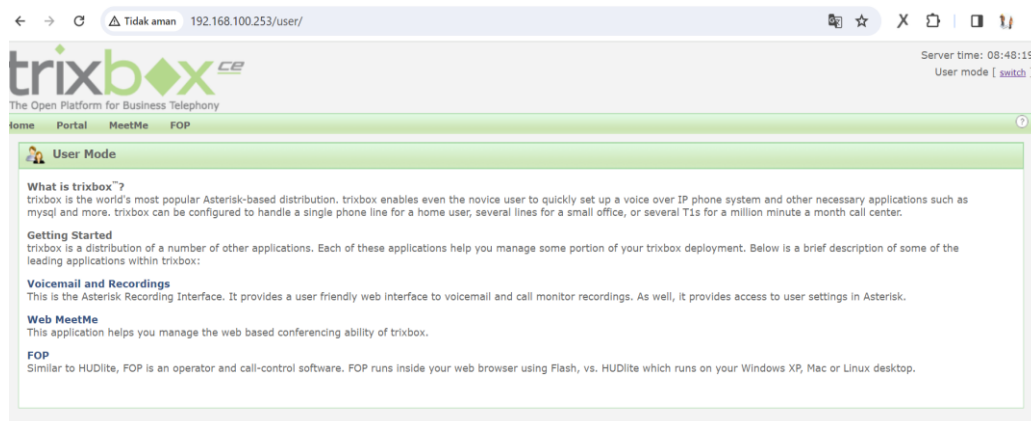 Tidak aman 192.168.100.253/user/
trixbox CE
The Open Platform for Business Telephony
Server time: 08:48:19
User mode [ switch ]
Home Portal MeetMe FOP
?
User Mode
What is trixbox™?
trixbox is the world's most popular Asterisk-based distribution. trixbox enables even the novice user to quickly set up a voice over IP phone system and other necessary applications such as
mysql and more. trixbox can be configured to handle a single phone line for a home user, several lines for a small office, or several T1s for a million minute a month call center.
Getting Started
trixbox is a distribution of a number of other applications. Each of these applications help you manage some portion of your trixbox deployment. Below is a brief description of some of the
leading applications within trixbox:
Voicemail and Recordings
This is the Asterisk Recording Interface. It provides a user friendly web interface to voicemail and call monitor recordings. As well, it provides access to user settings in Asterisk.
Web MeetMe
This application helps you manage the web based conferencing ability of trixbox.
FOP
Similar to HUDlite, FOP is an operator and call-control software. FOP runs inside your web browser using Flash, vs. HUDlite which runs on your Windows XP, Mac or Linux desktop.